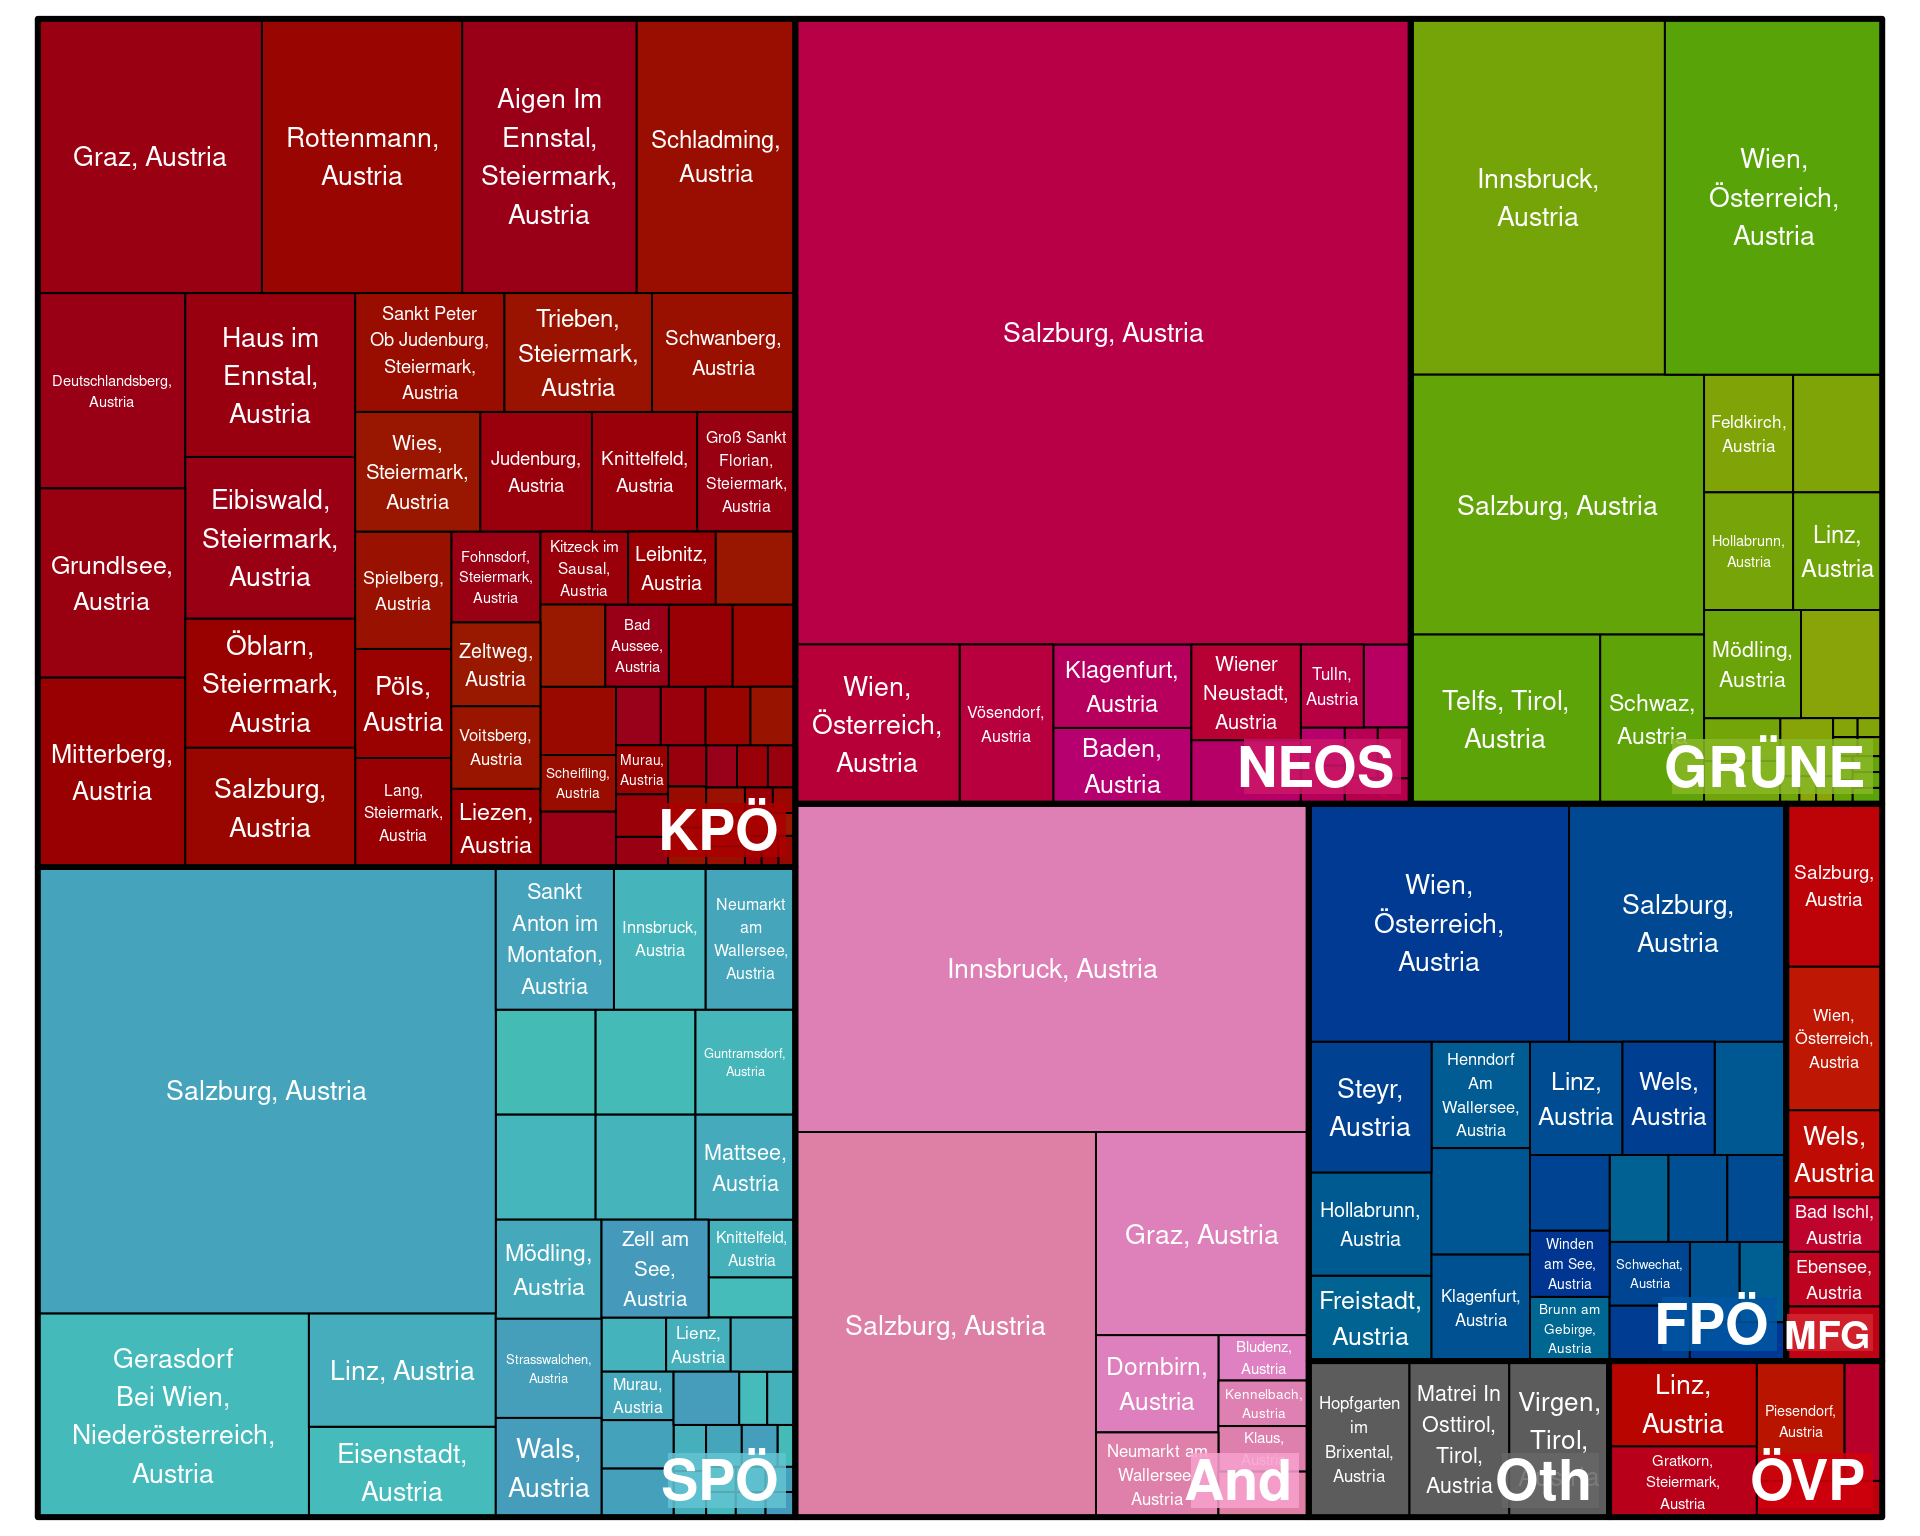 Graz, Austria
Rottenmann,
Austria
Aigen Im
Ennstal,
Steiermark,
Austria
Schladming,
Austria
Deutschlandsberg,
Austria
Haus im
Ennstal,
Austria
Sankt Peter
Ob Judenburg,
Steiermark,
Austria
Trieben,
Steiermark,
Austria
Schwanberg,
Austria
Wies,
Steiermark,
Austria
Judenburg,
Austria
Knittelfeld,
Austria
Groß Sankt
Florian,
Steiermark,
Austria
Grundlsee,
Austria
Eibiswald,
Steiermark,
Austria
Spielberg,
Austria
Fohnsdorf,
Steiermark,
Austria
Kitzeck im
Sausal,
Austria
Leibnitz,
Austria
Öblarn,
Steiermark,
Austria
Zeltweg,
Austria
Bad
Aussee,
Austria
Mitterberg,
Austria
Pöls,
Austria
Voitsberg,
Austria
Salzburg,
Austria
Lang,
Steiermark,
Austria
Liezen,
Austria
Scheifling,
Austria
Murau,
Austria
KPÖ
Salzburg, Austria
Wien,
Österreich,
Austria
Vösendorf,
Austria
Klagenfurt,
Austria
Baden,
Austria
Wiener
Neustadt,
Austria
Tulln,
Austria
NEOS
Innsbruck,
Austria
Wien,
Österreich,
Austria
Salzburg, Austria
Feldkirch,
Austria
Hollabrunn,
Austria
Linz,
Austria
Telfs, Tirol,
Austria
Schwaz,
Austria
Mödling,
Austria
GRÜNE
Salzburg, Austria
Sankt
Anton im
Montafon,
Austria
Innsbruck,
Austria
Neumarkt
am
Wallersee,
Austria
Guntramsdorf,
Austria
Mattsee,
Austria
Mödling,
Austria
Zell am
See,
Austria
Knittelfeld,
Austria
Gerasdorf
Bei Wien,
Niederösterreich,
Austria
Linz, Austria
Eisenstadt,
Austria
Strasswalchen,
Austria
Lienz,
Austria
Murau,
Austria
Wals,
Austria
SPÖ
Innsbruck, Austria
Salzburg, Austria
Graz, Austria
Dornbirn,
Austria
Bludenz,
Austria
Kennelbach,
Austria
Neumarkt am
Wallersee
Austria
Klaus,
Austria
And
Wien,
Österreich,
Austria
Salzburg,
Austria
Steyr,
Austria
Henndorf
Am
Wallersee,
Austria
Linz,
Austria
Wels,
Austria
Hollabrunn,
Austria
Freistadt,
Austria
Klagenfurt,
Austria
Winden
am See,
Austria
Brunn am
Gebirge,
Austria
Schwechat,
Austria
FPÖ
Salzburg,
Austria
Wien,
Österreich,
Austria
Wels,
Austria
Bad Ischl,
Austria
Ebensee,
Austria
MFG
Hopfgarten
im
Brixental,
Austria
Matrei In
Osttirol,
Tirol,
Austria
Virgen,
Tirol,
Austria
Oth
Linz,
Austria
Gratkorn,
Steiermark,
Austria
Piesendorf,
Austria
ÖVP